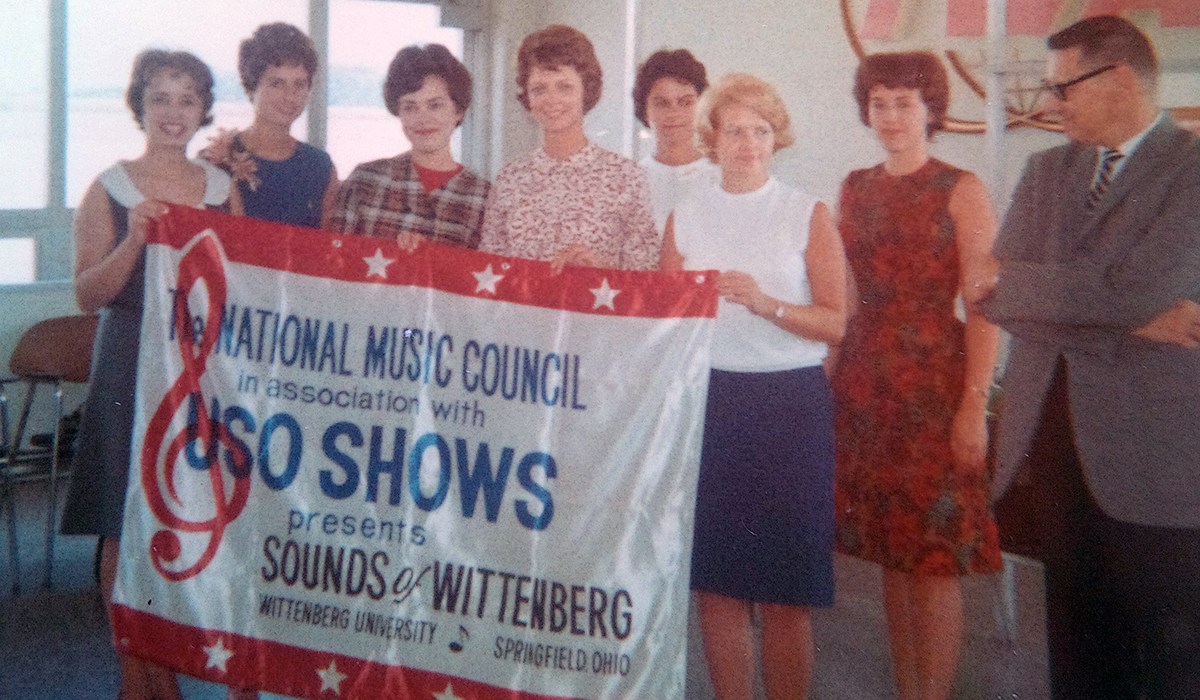 The NATIONAL MUSIC COUNCIL
in association with
USO SHOWS
presents
SOUNDS of WITTENBERG
WITTENBERG UNIVERSITY ♪ SPRINGFIELD OHIO